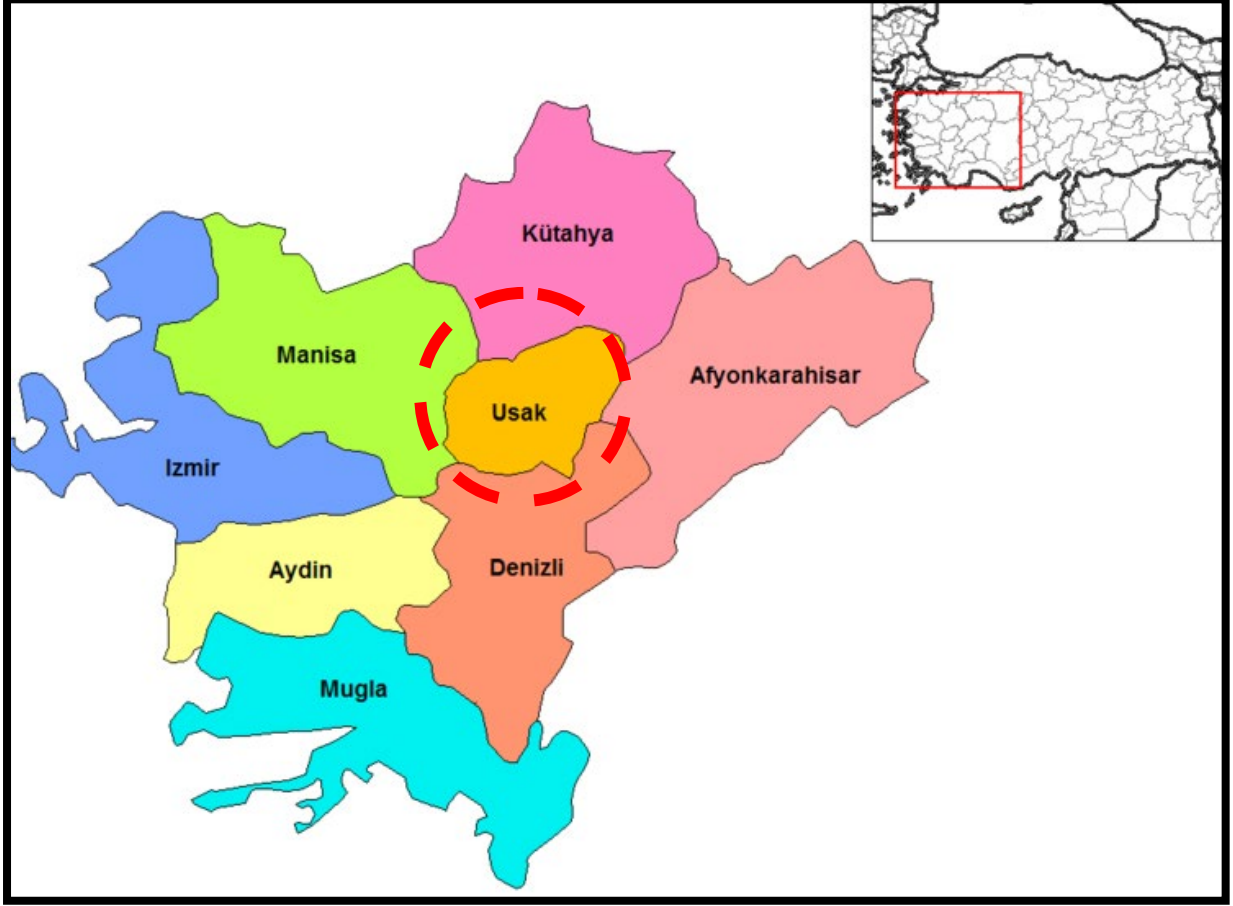 Kütahya
Manisa
Afyonkarahisar
Usak
Izmir
Aydin
Denizli
Mugla